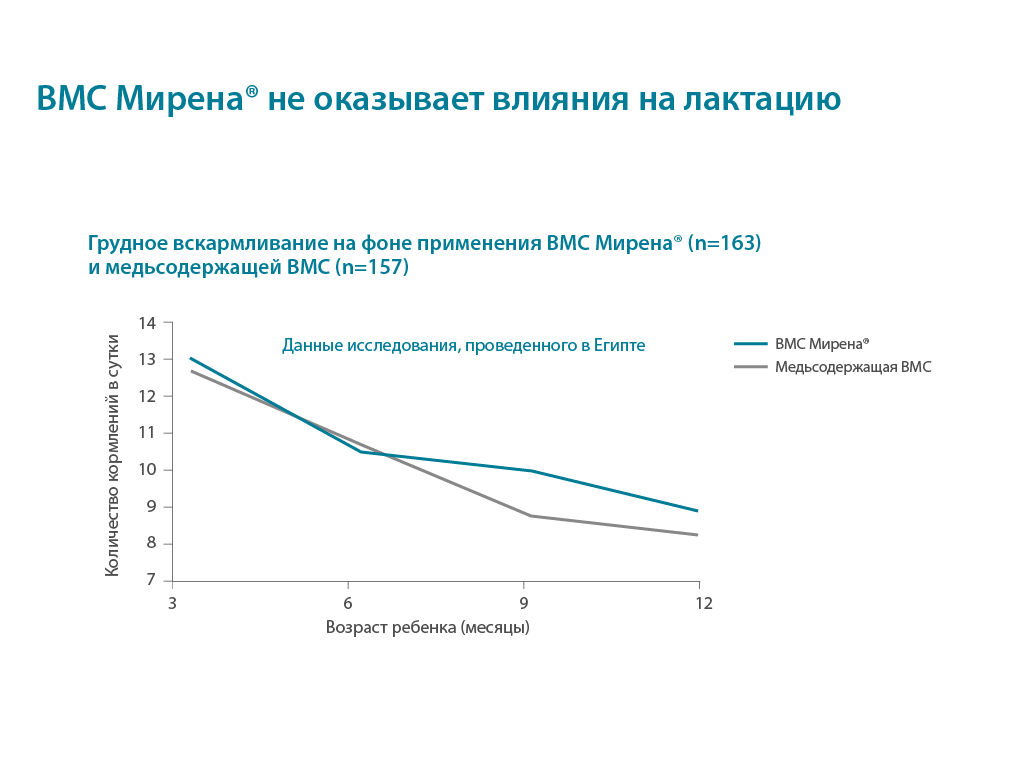 ВМС Мирена® не оказывает влияния на лактацию
Грудное вскармливание на фоне применения ВМС Мирена® (n=163)
и медьсодержащей ВМС (n=157)
Данные исследования, проведенного в Египте
ВМС Мирена®
Медьсодержащая ВМС
Количество кормлений в сутки
14
13
12
11
10
9
8
7
3
6
9
12
Возраст ребенка (месяцы)